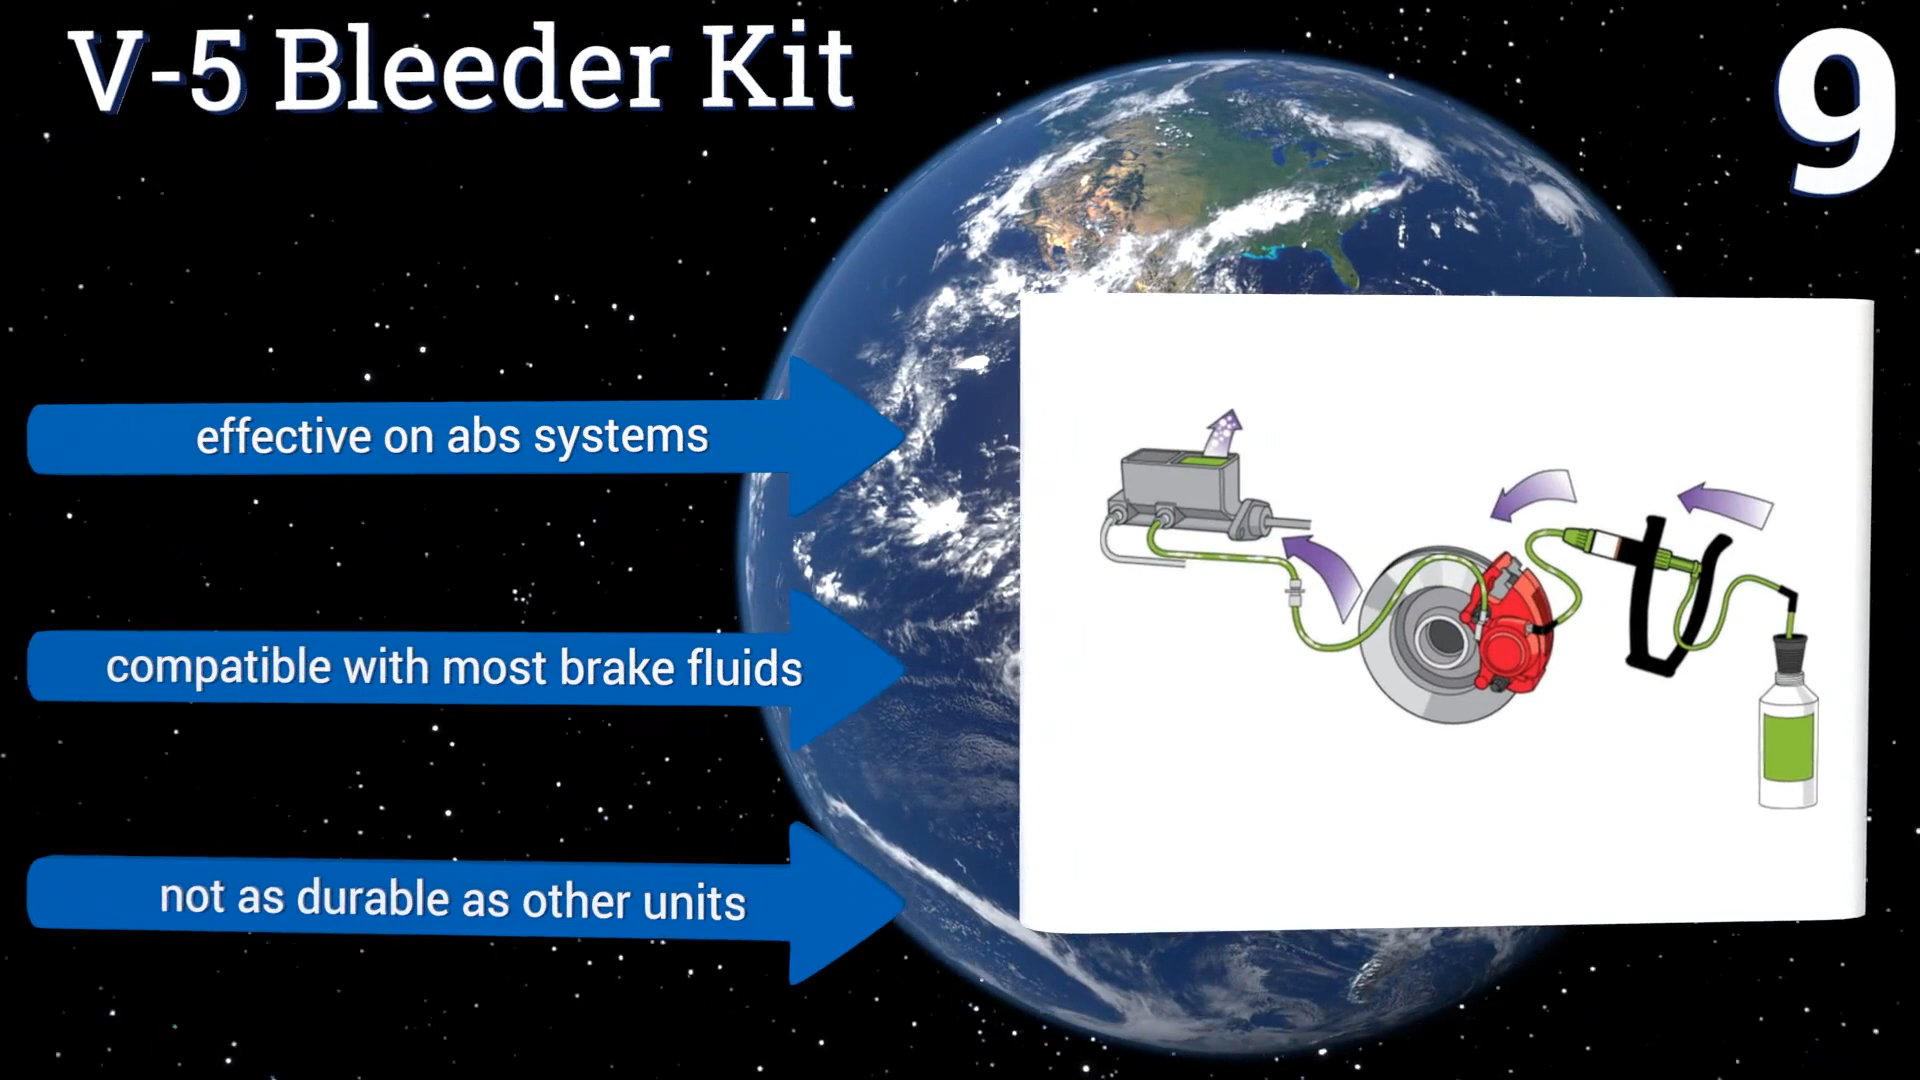 V-5 Bleeder Kit
9
effective on abs systems
compatible with most brake fluids
not as durable as other units